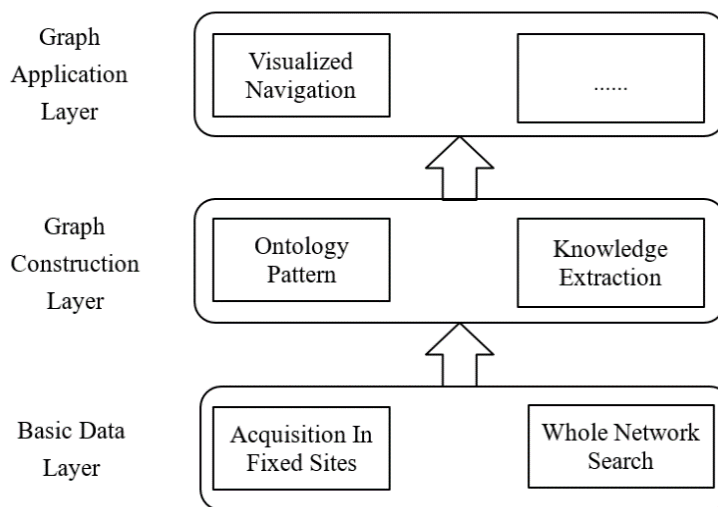 Graph
Application
Layer
Visualized
Navigation
......
Graph
Construction
Layer
Ontology
Pattern
Knowledge
Extraction
Basic Data
Layer
Acquisition In
Fixed Sites
Whole Network
Search